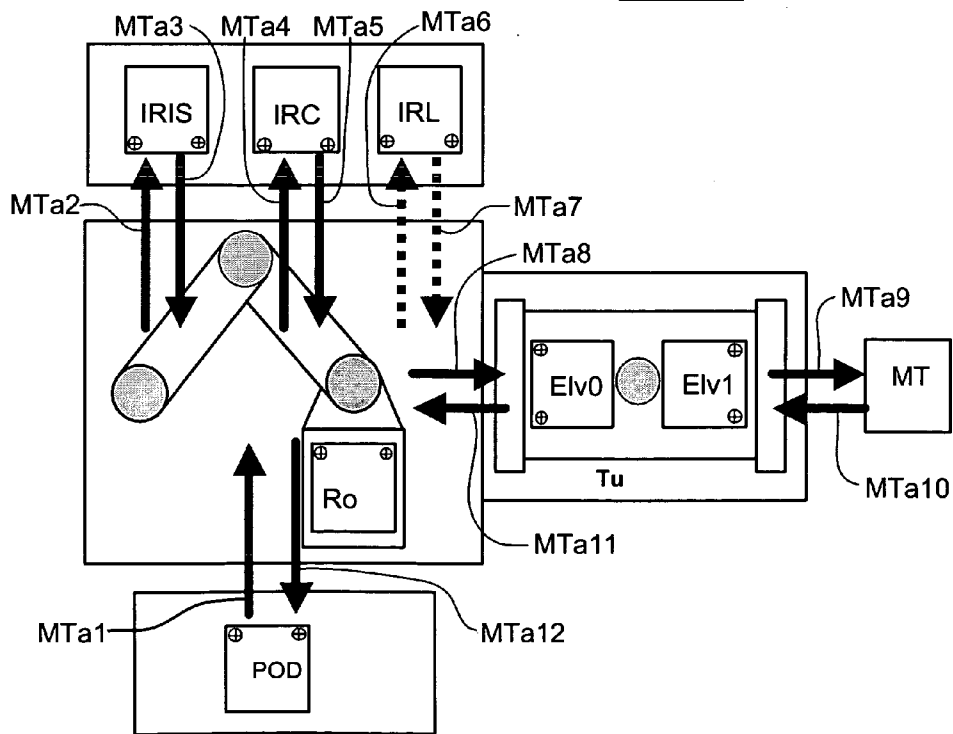 MTa3 MTa4 MTa5 MTa6
IRIS IRC IRL
MTa2
MTa7
MTa8
MTa9
Elv0 Elv1 MT
Tu
MTa10
Ro
MTa11
MTa1
MTa12
POD